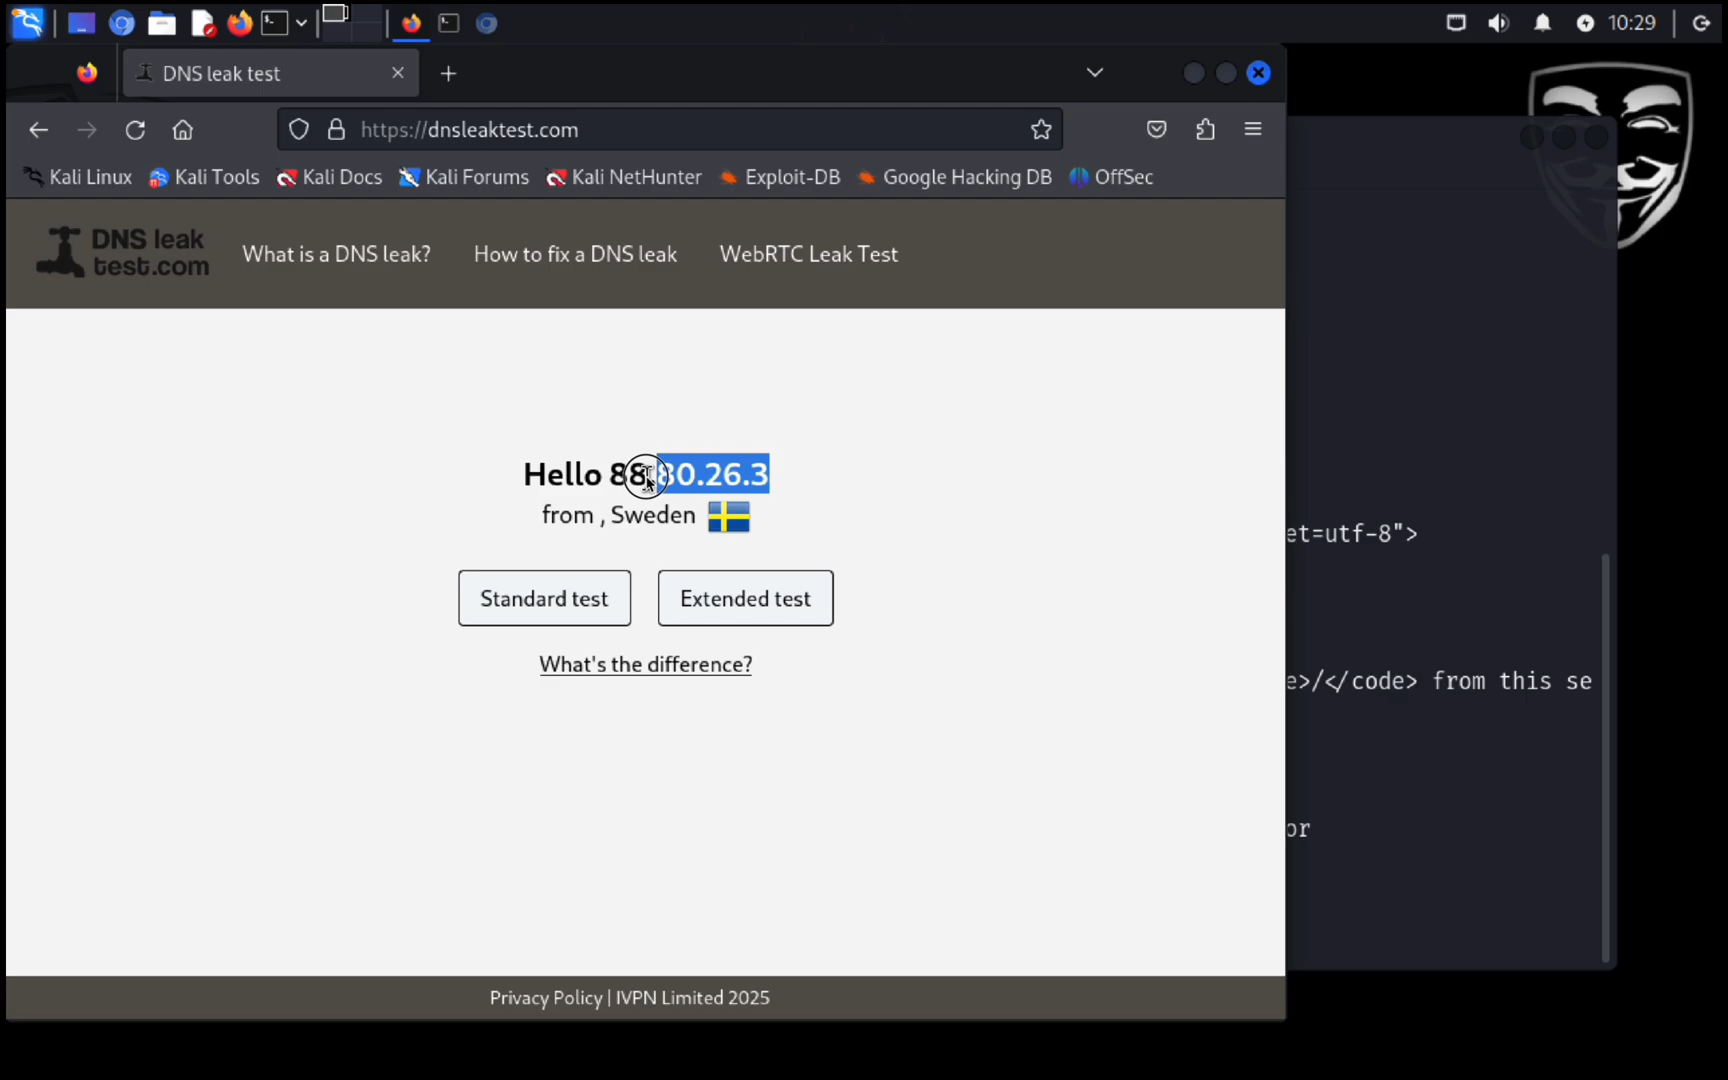 10:29
DNS leak test
https://dnsleaktest.com
Kali Linux Kali Tools Kali Docs Kali Forums Kali NetHunter Exploit-DB Google Hacking DB OffSec
DNS leak
test.com
What is a DNS leak? How to fix a DNS leak WebRTC Leak Test
Hello 88.80.26.3
from , Sweden
et=utf-8">
Standard test Extended test
What's the difference?
e>/</code> from this se
or
Privacy Policy | IVPN Limited 2025